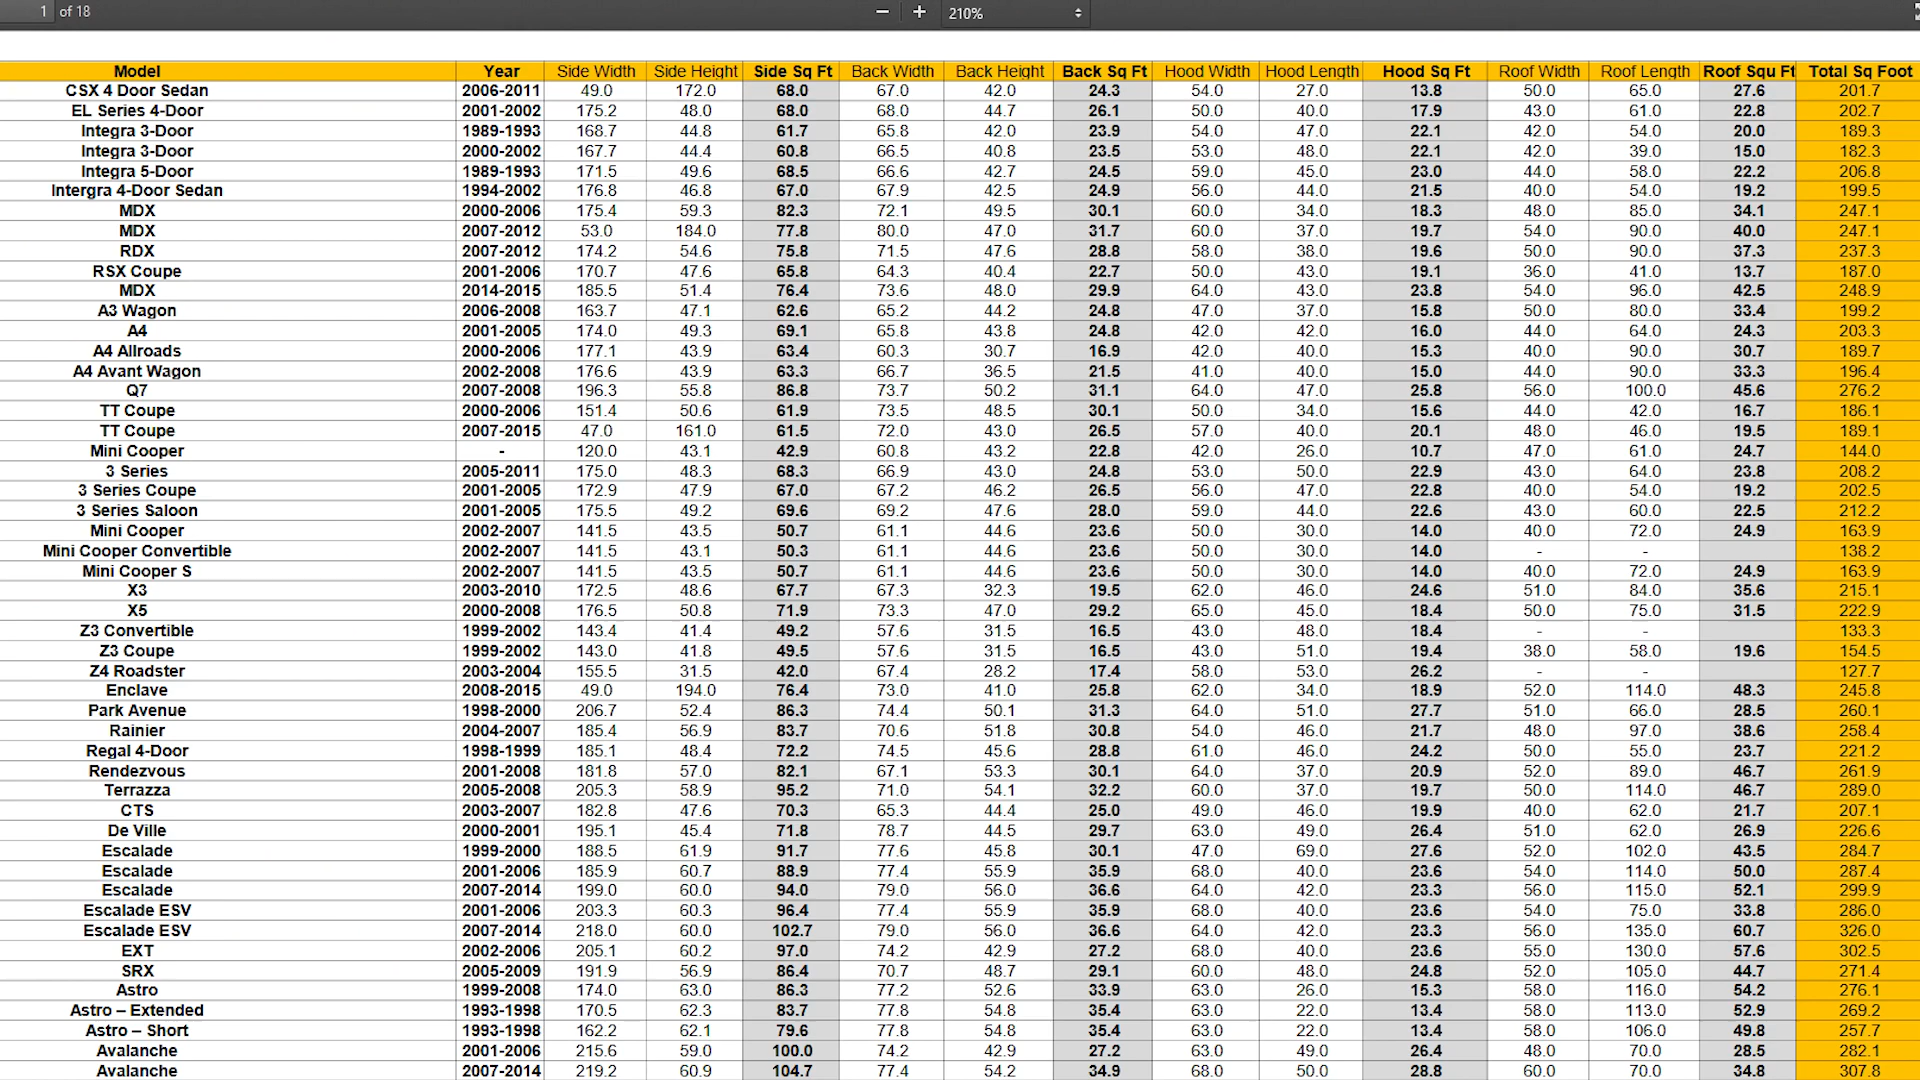 1 of 18 − + 210%
Model Year Side Width Side Height Side Sq Ft Back Width Back Height Back Sq Ft Hood Width Hood Length Hood Sq Ft Roof Width Roof Length Roof Squ Ft Total Sq Foot
CSX 4 Door Sedan 2006-2011 49.0 172.0 68.0 67.0 42.0 24.3 54.0 27.0 13.8 50.0 65.0 27.6 201.7
EL Series 4-Door 2001-2002 175.2 48.0 68.0 68.0 44.7 26.1 50.0 40.0 17.9 43.0 61.0 22.8 202.7
Integra 3-Door 1989-1993 168.7 44.8 61.7 65.8 42.0 23.9 54.0 47.0 22.1 42.0 54.0 20.0 189.3
Integra 3-Door 2000-2002 167.7 44.4 60.8 66.5 40.8 23.5 53.0 48.0 22.1 42.0 39.0 15.0 182.3
Integra 5-Door 1989-1993 171.5 49.6 68.5 66.6 42.7 24.5 59.0 45.0 23.0 44.0 58.0 22.2 206.8
Intergra 4-Door Sedan 1994-2002 176.8 46.8 67.0 67.9 42.5 24.9 56.0 44.0 21.5 40.0 54.0 19.2 199.5
MDX 2000-2006 175.4 59.3 82.3 72.1 49.5 30.1 60.0 34.0 18.3 48.0 85.0 34.1 247.1
MDX 2007-2012 53.0 184.0 77.8 80.0 47.0 31.7 60.0 37.0 19.7 54.0 90.0 40.0 247.1
RDX 2007-2012 174.2 54.6 75.8 71.5 47.6 28.8 58.0 38.0 19.6 50.0 90.0 37.3 237.3
RSX Coupe 2001-2006 170.7 47.6 65.8 64.3 40.4 22.7 50.0 43.0 19.1 36.0 41.0 13.7 187.0
MDX 2014-2015 185.5 51.4 76.4 73.6 48.0 29.9 64.0 43.0 23.8 54.0 96.0 42.5 248.9
A3 Wagon 2006-2008 163.7 47.1 62.6 65.2 44.2 24.8 47.0 37.0 15.8 50.0 80.0 33.4 199.2
A4 2001-2005 174.0 49.3 69.1 65.8 43.8 24.8 42.0 42.0 16.0 44.0 64.0 24.3 203.3
A4 Allroads 2000-2006 177.1 43.9 63.4 60.3 30.7 16.9 42.0 40.0 15.3 40.0 90.0 30.7 189.7
A4 Avant Wagon 2002-2008 176.6 43.9 63.3 66.7 36.5 21.5 41.0 40.0 15.0 44.0 90.0 33.3 196.4
Q7 2007-2008 196.3 55.8 86.8 73.7 50.2 31.1 64.0 47.0 25.8 56.0 100.0 45.6 276.2
TT Coupe 2000-2006 151.4 50.6 61.9 73.5 48.5 30.1 50.0 34.0 15.6 44.0 42.0 16.7 186.1
TT Coupe 2007-2015 47.0 161.0 61.5 72.0 43.0 26.5 57.0 40.0 20.1 48.0 46.0 19.5 189.1
Mini Cooper - 120.0 43.1 42.9 60.8 43.2 22.8 42.0 26.0 10.7 47.0 61.0 24.7 144.0
3 Series 2005-2011 175.0 48.3 68.3 66.9 43.0 24.8 53.0 50.0 22.9 43.0 64.0 23.8 208.2
3 Series Coupe 2001-2005 172.9 47.9 67.0 67.2 46.2 26.5 56.0 47.0 22.8 40.0 54.0 19.2 202.5
3 Series Saloon 2001-2005 175.5 49.2 69.6 69.2 47.6 28.0 59.0 44.0 22.6 43.0 60.0 22.5 212.2
Mini Cooper 2002-2007 141.5 43.5 50.7 61.1 44.6 23.6 50.0 30.0 14.0 40.0 72.0 24.9 163.9
Mini Cooper Convertible 2002-2007 141.5 43.1 50.3 61.1 44.6 23.6 50.0 30.0 14.0 - - 138.2
Mini Cooper S 2002-2007 141.5 43.5 50.7 61.1 44.6 23.6 50.0 30.0 14.0 40.0 72.0 24.9 163.9
X3 2003-2010 172.5 48.6 67.7 67.3 32.3 19.5 62.0 46.0 24.6 51.0 84.0 35.6 215.1
X5 2000-2008 176.5 50.8 71.9 73.3 47.0 29.2 65.0 45.0 18.4 50.0 75.0 31.5 222.9
Z3 Convertible 1999-2002 143.4 41.4 49.2 57.6 31.5 16.5 43.0 48.0 18.4 - - 133.3
Z3 Coupe 1999-2002 143.0 41.8 49.5 57.6 31.5 16.5 43.0 51.0 19.4 38.0 58.0 19.6 154.5
Z4 Roadster 2003-2004 155.5 31.5 42.0 67.4 28.2 17.4 58.0 53.0 26.2 - - 127.7
Enclave 2008-2015 49.0 194.0 76.4 73.0 41.0 25.8 62.0 34.0 18.9 52.0 114.0 48.3 245.8
Park Avenue 1998-2000 206.7 52.4 86.3 74.4 50.1 31.3 64.0 51.0 27.7 51.0 66.0 28.5 260.1
Rainier 2004-2007 185.4 56.9 83.7 70.6 51.8 30.8 54.0 46.0 21.7 48.0 97.0 38.6 258.4
Regal 4-Door 1998-1999 185.1 48.4 72.2 74.5 45.6 28.8 61.0 46.0 24.2 50.0 55.0 23.7 221.2
Rendezvous 2001-2008 181.8 57.0 82.1 67.1 53.3 30.1 64.0 37.0 20.9 52.0 89.0 46.7 261.9
Terrazza 2005-2008 205.3 58.9 95.2 71.0 54.1 32.2 60.0 37.0 19.7 50.0 114.0 46.7 289.0
CTS 2003-2007 182.8 47.6 70.3 65.3 44.4 25.0 49.0 46.0 19.9 40.0 62.0 21.7 207.1
De Ville 2000-2001 195.1 45.4 71.8 78.7 44.5 29.7 63.0 49.0 26.4 51.0 62.0 26.9 226.6
Escalade 1999-2000 188.5 61.9 91.7 77.6 45.8 30.1 47.0 69.0 27.6 52.0 102.0 43.5 284.7
Escalade 2001-2006 185.9 60.7 88.9 77.4 55.9 35.9 68.0 40.0 23.6 54.0 114.0 50.0 287.4
Escalade 2007-2014 199.0 60.0 94.0 79.0 56.0 36.6 64.0 42.0 23.3 56.0 115.0 52.1 299.9
Escalade ESV 2001-2006 203.3 60.3 96.4 77.4 55.9 35.9 68.0 40.0 23.6 54.0 75.0 33.8 286.0
Escalade ESV 2007-2014 218.0 60.0 102.7 79.0 56.0 36.6 64.0 42.0 23.3 56.0 135.0 60.7 326.0
EXT 2002-2006 205.1 60.2 97.0 74.2 42.9 27.2 68.0 40.0 23.6 55.0 130.0 57.6 302.5
SRX 2005-2009 191.9 56.9 86.4 70.7 48.7 29.1 60.0 48.0 24.8 52.0 105.0 44.7 271.4
Astro 1999-2008 174.0 63.0 86.3 77.2 52.6 33.9 63.0 26.0 15.3 58.0 116.0 54.2 276.1
Astro – Extended 1993-1998 170.5 62.3 83.7 77.8 54.8 35.4 63.0 22.0 13.4 58.0 113.0 52.9 269.2
Astro – Short 1993-1998 162.2 62.1 79.6 77.8 54.8 35.4 63.0 22.0 13.4 58.0 106.0 49.8 257.7
Avalanche 2001-2006 215.6 59.0 100.0 74.2 42.9 27.2 63.0 49.0 26.4 48.0 70.0 28.5 282.1
Avalanche 2007-2014 219.2 60.9 104.7 77.4 54.2 34.9 68.0 50.0 28.8 60.0 70.0 34.8 307.8